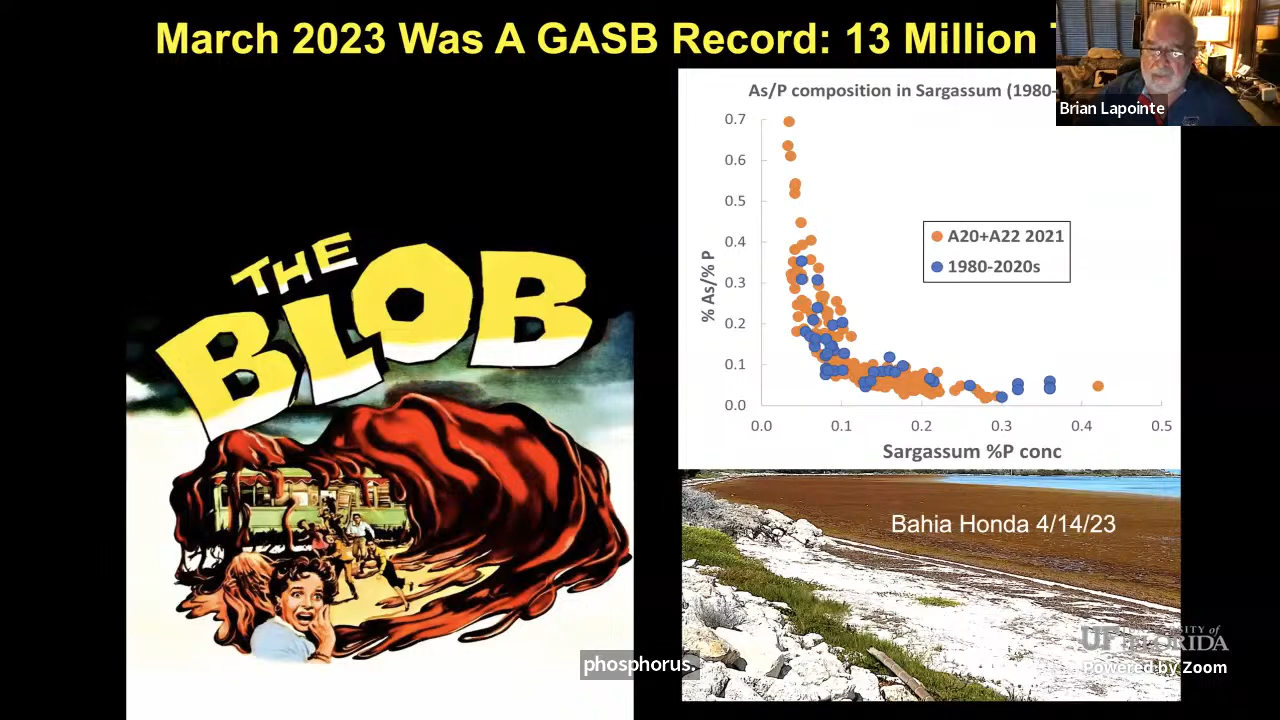 March 2023 Was A GASB Record: 13 Million
Brian Lapointe
THE
BLOB
As/P composition in Sargassum (1980-
0.7
0.6
0.5
0.4
0.3
0.2
0.1
0.0
% As/% P
A20+A22 2021
1980-2020s
0.0 0.1 0.2 0.3 0.4 0.5
Sargassum %P conc
Bahia Honda 4/14/23
phosphorus.
UF
Powered by Zoom